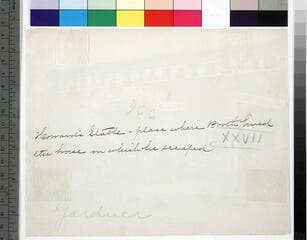 Howard's Stable - place where Booth hired
XXVII
the horse on which he escaped
Gardner